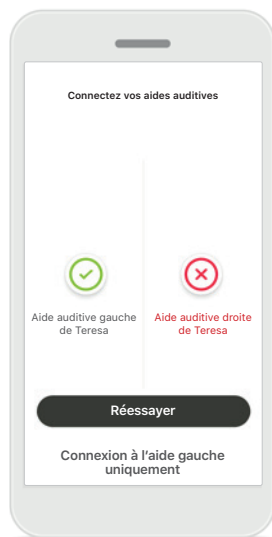 Connectez vos aides auditives
Aide auditive gauche
de Teresa
Aide auditive droite
de Teresa
Réessayer
Connexion à l’aide gauche
uniquement